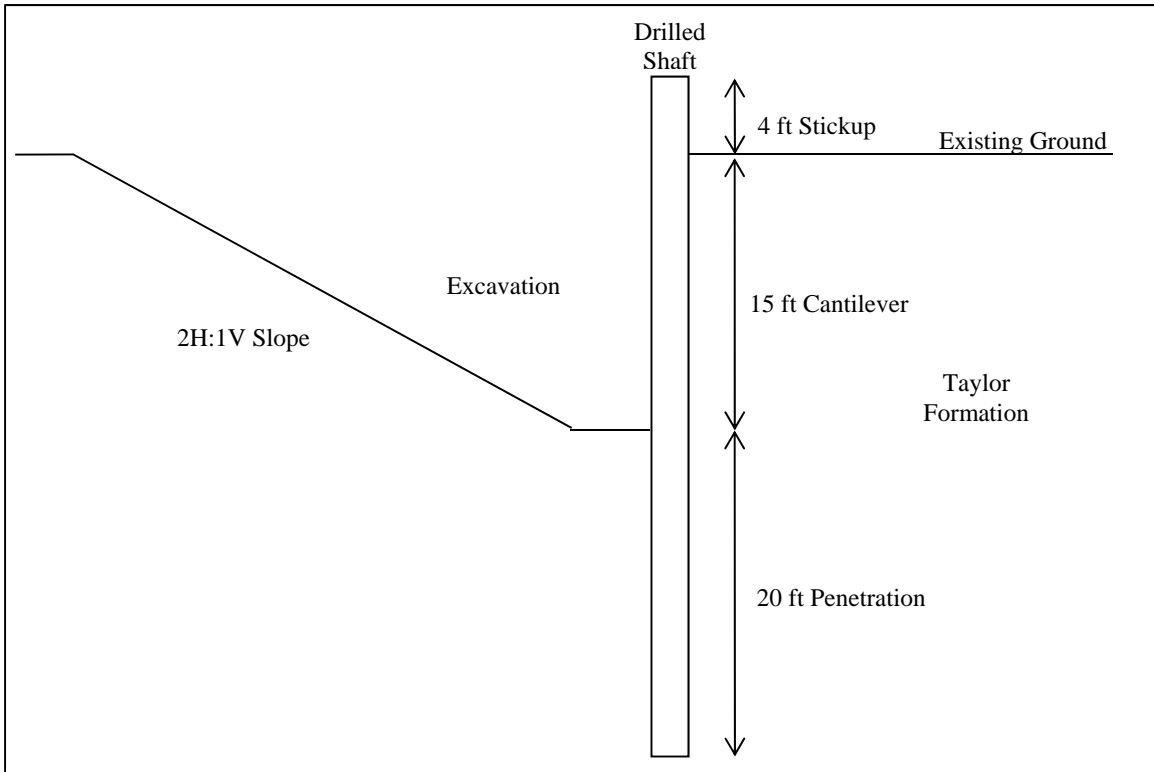 Drilled
Shaft
4 ft Stickup
Existing Ground
Excavation
15 ft Cantilever
2H:1V Slope
Taylor
Formation
20 ft Penetration